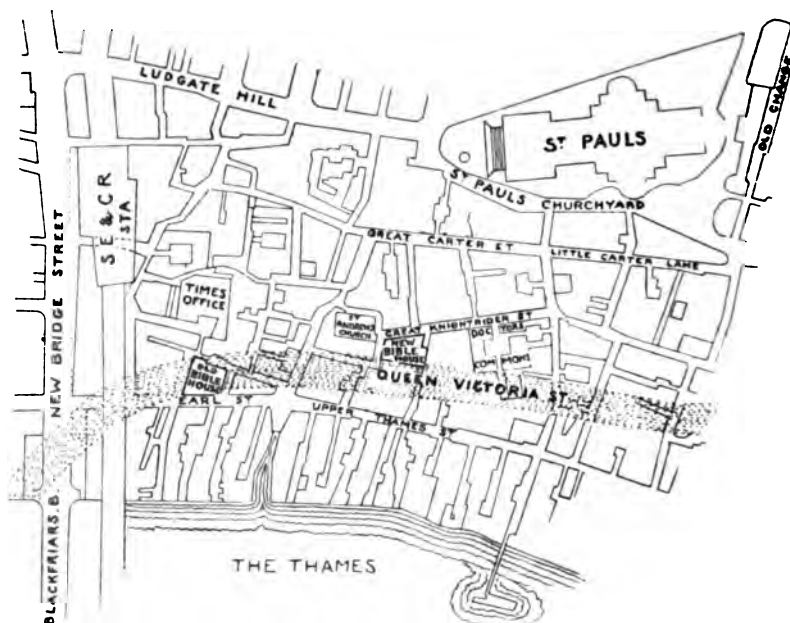 LUDGATE HILL
OLD CHANGE
ST PAULS
ST PAULS CHURCHYARD
S E & C R
STA
NEW BRIDGE STREET
GREAT CARTER ST
LITTLE CARTER LANE
TIMES
OFFICE
ST
ANDREWS
CHURCH
GREAT KNIGHTRIDER ST
NEW
BIBLE
HOUSE
DOCTORS
COMMONS
OLD
BIBLE
HOUSE
QUEEN VICTORIA ST
EARL ST
UPPER THAMES ST
BLACKFRIARS. B.
THE THAMES